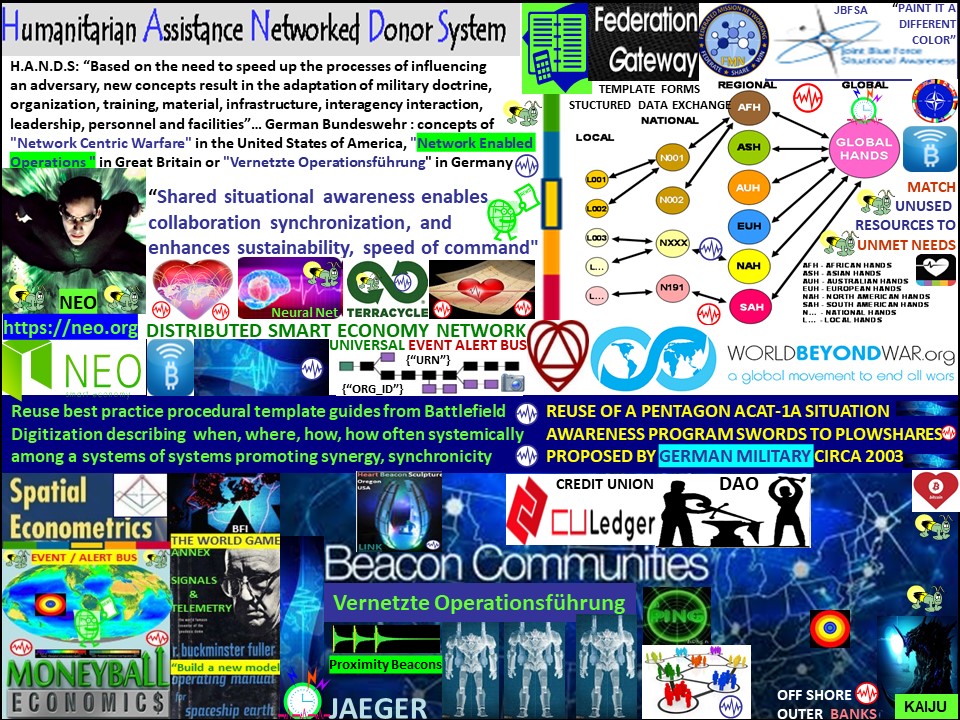 Humanitarian Assistance Networked Donor System
H.A.N.D.S: “Based on the need to speed up the processes of influencing
an adversary, new concepts result in the adaptation of military doctrine,
organization, training, material, infrastructure, interagency interaction,
leadership, personnel and facilities”... German Bundeswehr : concepts of
"Network Centric Warfare" in the United States of America, "Network Enabled
Operations " in Great Britain or "Vernetzte Operationsführung" in Germany
“Shared situational awareness enables
collaboration synchronization, and
enhances sustainability, speed of command"
NEO
https://neo.org
NEO
Neural Net
TERRACYCLE
DISTRIBUTED SMART ECONOMY NETWORK
UNIVERSAL EVENT ALERT BUS
{“URN”}
{“ORG_ID”}
Federation
Gateway
FEDERATED MISSION NETWORKING
FMN
FEDERATE SHARE WIN
JBFSA
Joint Blue Force
Situational Awareness
“PAINT IT A
DIFFERENT
COLOR”
TEMPLATE FORMS
STUCTURED DATA EXCHANGE
LOCAL
NATIONAL
REGIONAL
GLOBAL
L001
L002
L003
L...
L...
N001
N002
NXXX
N191
AFH
ASH
AUH
EUH
NAH
SAH
GLOBAL
HANDS
MATCH
UNUSED
RESOURCES TO
UNMET NEEDS
AFH - AFRICAN HANDS
ASH - ASIAN HANDS
AUH - AUSTRALIAN HANDS
EUH - EUROPEAN HANDS
NAH - NORTH AMERICAN HANDS
SAH - SOUTH AMERICAN HANDS
N... - NATIONAL HANDS
L... - LOCAL HANDS
WORLDBEYONDWAR.org
a global movement to end all wars
Reuse best practice procedural template guides from Battlefield
Digitization describing when, where, how, how often systemically
among a systems of systems promoting synergy, synchronicity
REUSE OF A PENTAGON ACAT-1A SITUATION
AWARENESS PROGRAM SWORDS TO PLOWSHARES
PROPOSED BY GERMAN MILITARY CIRCA 2003
Spatial
Econometrics
EVENT / ALERT BUS
MONEYBALL
ECONOMIC$
BFI
THE WORLD GAME
ANNEX
SIGNALS
&
TELEMETRY
r. buckminster fuller
“Build a new model
operating manual
for
spaceship earth
Heart Beacon Sculpture
Oregon
USA
LINK
CREDIT UNION
CULedger
DAO
bitcoin
Beacon Communities
Vernetzte Operationsführung
Proximity Beacons
JAEGER
PING
OFF SHORE
OUTER BANKS
KAIJU